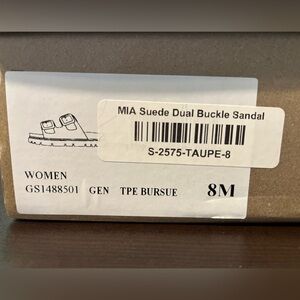 MIA Suede Dual Buckle Sandal
S-2575-TAUPE-8
WOMEN
GS1488501 GEN TPE BURSUE 8M